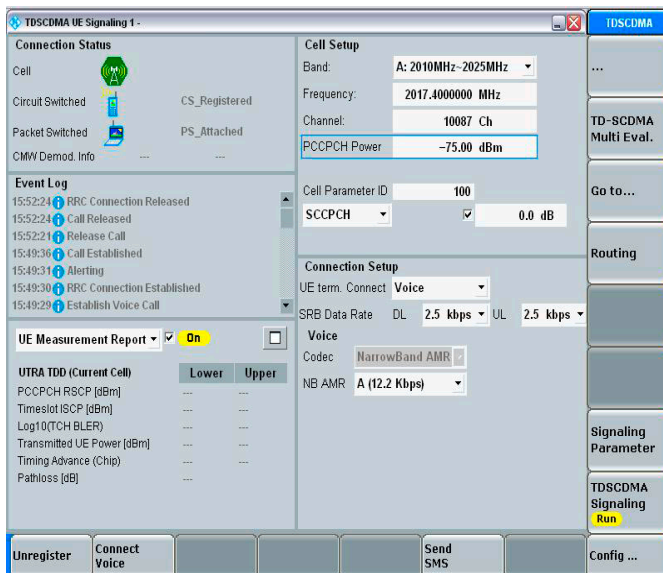 TDSCDMA UE Signaling 1 -
TDSCDMA
Connection Status
Cell
Circuit Switched CS_Registered
Packet Switched PS_Attached
CMW Demod. Info --- ---
Event Log
15:52:24 RRC Connection Released
15:52:24 Call Released
15:52:21 Release Call
15:49:36 Call Established
15:49:31 Alerting
15:49:30 RRC Connection Established
15:49:29 Establish Voice Call
UE Measurement Report On
UTRA TDD (Current Cell) Lower Upper
PCCPCH RSCP [dBm] --- ---
Timeslot ISCP [dBm] --- ---
Log10(TCH BLER) --- ---
Transmitted UE Power [dBm] --- ---
Timing Advance (Chip) --- ---
Pathloss [dB] --- ---
Cell Setup
Band: A: 2010MHz~2025MHz
Frequency: 2017.4000000 MHz
Channel: 10087 Ch
PCCPCH Power -75.00 dBm
Cell Parameter ID 100
SCCPCH 0.0 dB
Connection Setup
UE term. Connect Voice
SRB Data Rate DL 2.5 kbps UL 2.5 kbps
Voice
Codec NarrowBand AMR
NB AMR A (12.2 Kbps)
...
TD-SCDMA
Multi Eval.
Go to...
Routing
Signaling
Parameter
TDSCDMA
Signaling
Run
Unregister
Connect
Voice
Send
SMS
Config ...